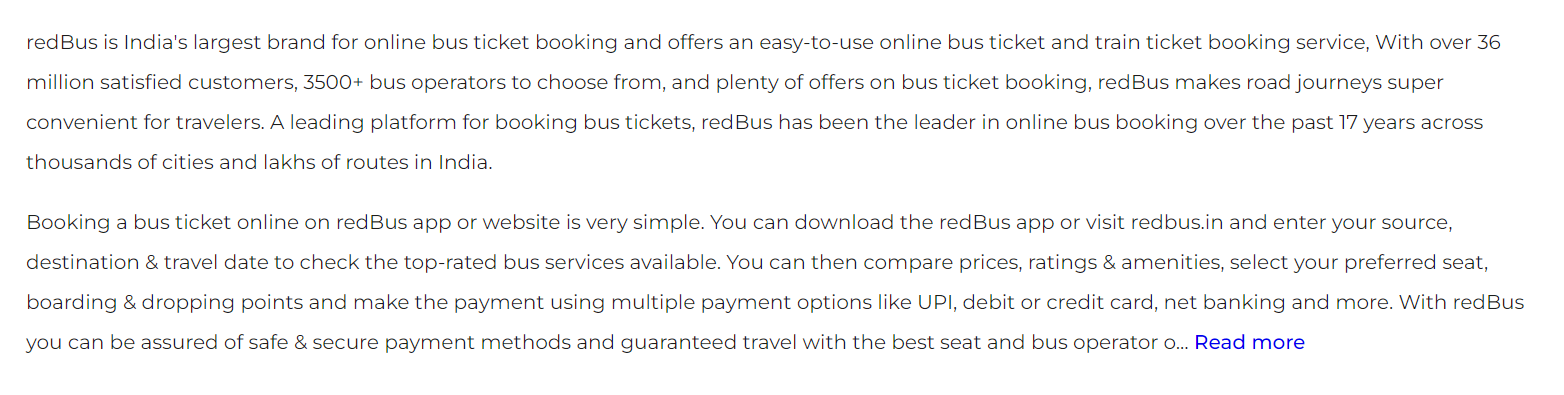 redBus is India's largest brand for online bus ticket booking and offers an easy-to-use online bus ticket and train ticket booking service, With over 36
million satisfied customers, 3500+ bus operators to choose from, and plenty of offers on bus ticket booking, redBus makes road journeys super
convenient for travelers. A leading platform for booking bus tickets, redBus has been the leader in online bus booking over the past 17 years across
thousands of cities and lakhs of routes in India.
Booking a bus ticket online on redBus app or website is very simple. You can download the redBus app or visit redbus.in and enter your source,
destination & travel date to check the top-rated bus services available. You can then compare prices, ratings & amenities, select your preferred seat,
boarding & dropping points and make the payment using multiple payment options like UPI, debit or credit card, net banking and more. With redBus
you can be assured of safe & secure payment methods and guaranteed travel with the best seat and bus operator o... Read more